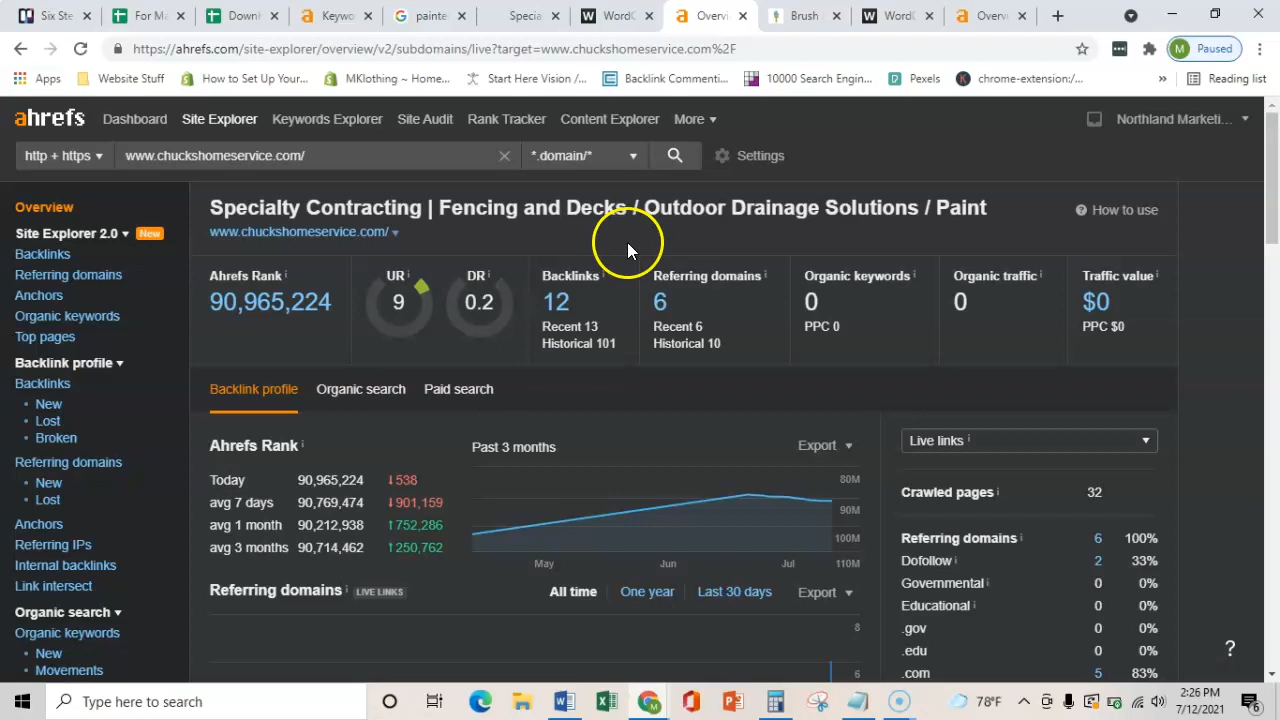 Six Ste
For Ma
Downl
Keywo
painte
Specia
WordC
Overvi
Brush
WordL
Overv
https://ahrefs.com/site-explorer/overview/v2/subdomains/live?target=www.chuckshomeservice.com%2F
M Paused
Apps
Website Stuff
How to Set Up Your...
MKlothing ~ Home...
Start Here Vision /...
Backlink Commenti...
10000 Search Engin...
Pexels
chrome-extension:/...
»
Reading list
ahrefs
Dashboard
Site Explorer
Keywords Explorer
Site Audit
Rank Tracker
Content Explorer
More
Northland Marketi...
http + https
www.chuckshomeservice.com/
*.domain/*
Settings
Overview
Site Explorer 2.0 New
Backlinks
Referring domains
Anchors
Organic keywords
Top pages
Backlink profile
Backlinks
• New
• Lost
• Broken
Referring domains
• New
• Lost
Anchors
Referring IPs
Internal backlinks
Link intersect
Organic search
Organic keywords
• New
• Movements
Specialty Contracting | Fencing and Decks / Outdoor Drainage Solutions / Paint
How to use
www.chuckshomeservice.com/
Ahrefs Rank
90,965,224
UR
9
DR
0.2
Backlinks
12
Recent 13
Historical 101
Referring domains
6
Recent 6
Historical 10
Organic keywords
0
PPC 0
Organic traffic
0
Traffic value
$0
PPC $0
Backlink profile
Organic search
Paid search
Ahrefs Rank
Today 90,965,224 ↓538
avg 7 days 90,769,474 ↓901,159
avg 1 month 90,212,938 ↑752,286
avg 3 months 90,714,462 ↑250,762
Past 3 months
Export
80M
90M
100M
110M
May
Jun
Jul
Referring domains LIVE LINKS
All time
One year
Last 30 days
Export
8
6
Live links
Crawled pages 32
Referring domains 6 100%
Dofollow 2 33%
Governmental 0 0%
Educational 0 0%
.gov 0 0%
.edu 0 0%
.com 5 83%
?
Type here to search
78°F
2:26 PM
7/12/2021
6